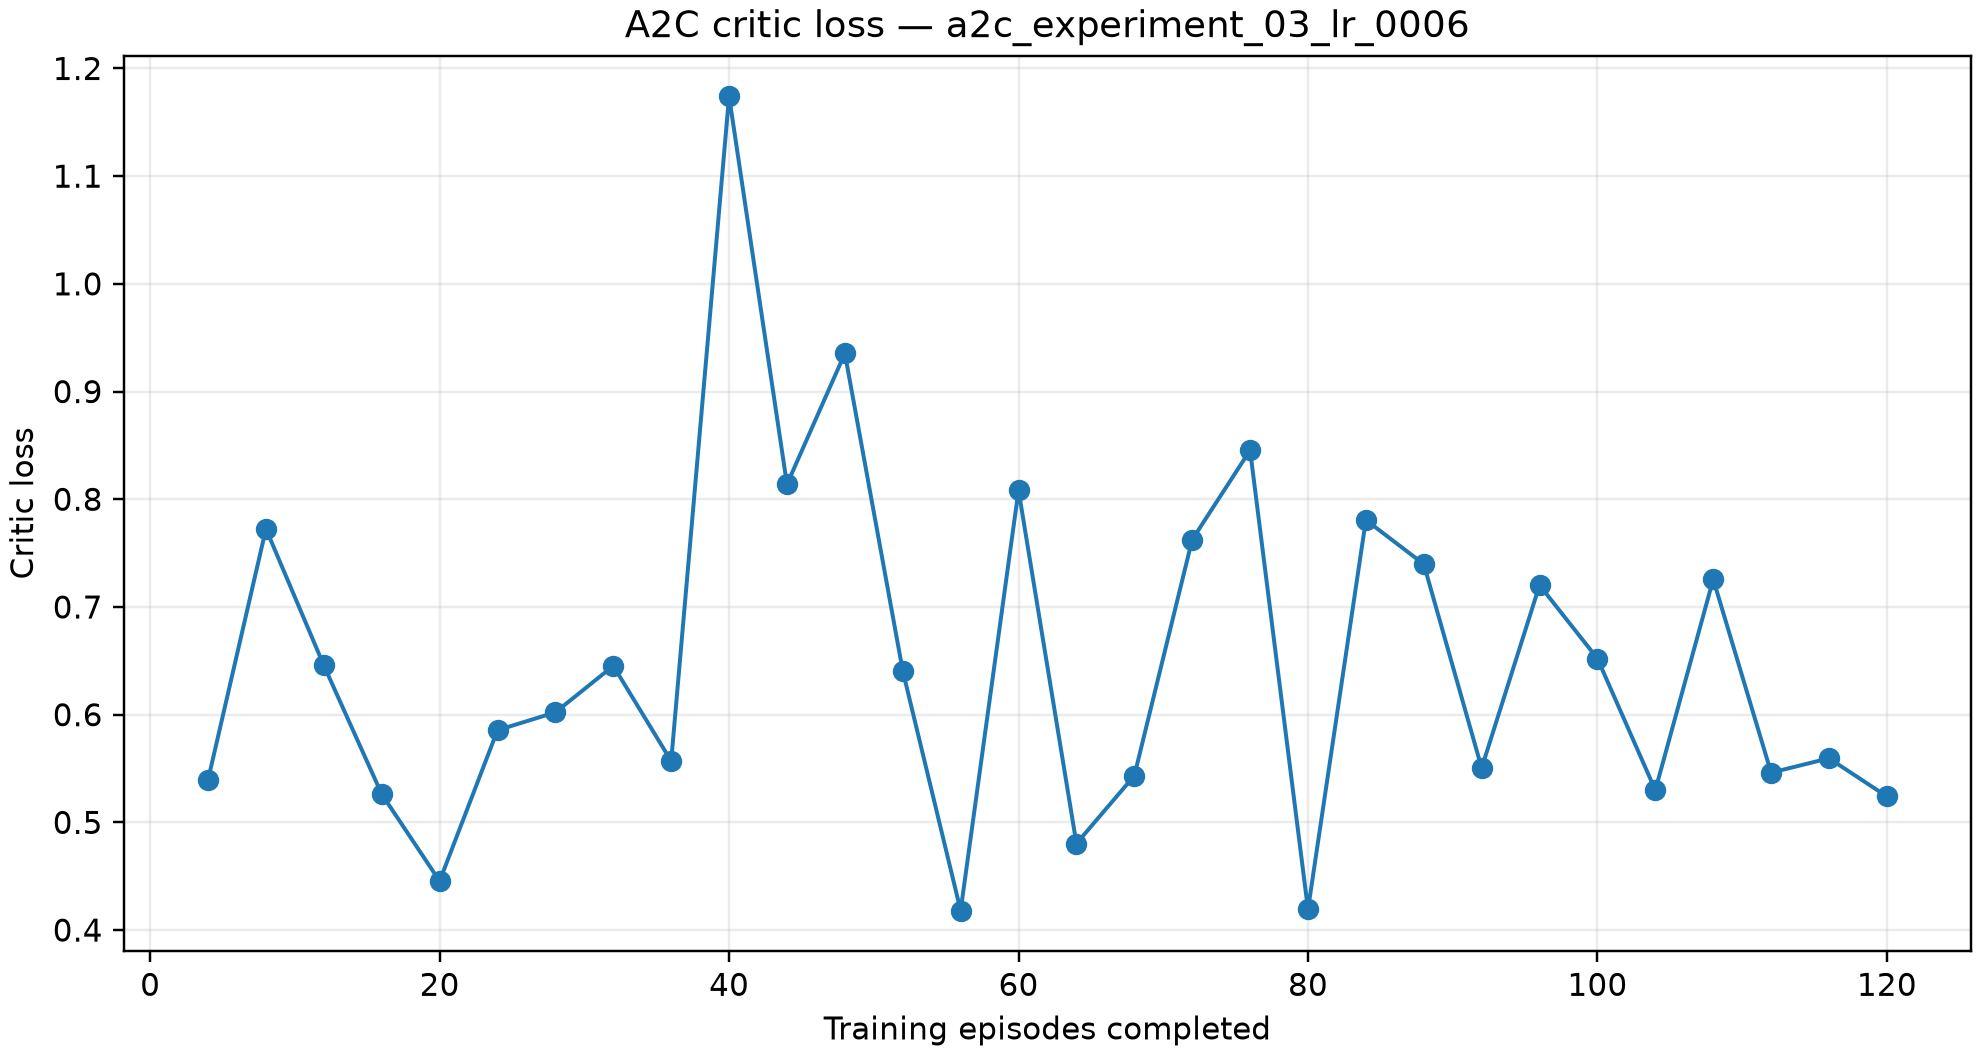 A2C critic loss — a2c_experiment_03_lr_0006
1.2
1.1
1.0
0.9
0.8
0.7
0.6
0.5
0.4
Critic loss
0 20 40 60 80 100 120
Training episodes completed